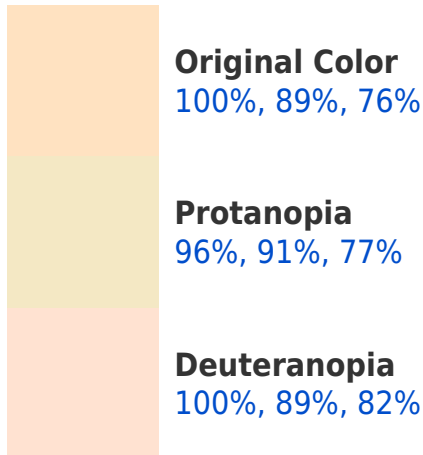 Original Color
100%, 89%, 76%
Protanopia
96%, 91%, 77%
Deuteranopia
100%, 89%, 82%